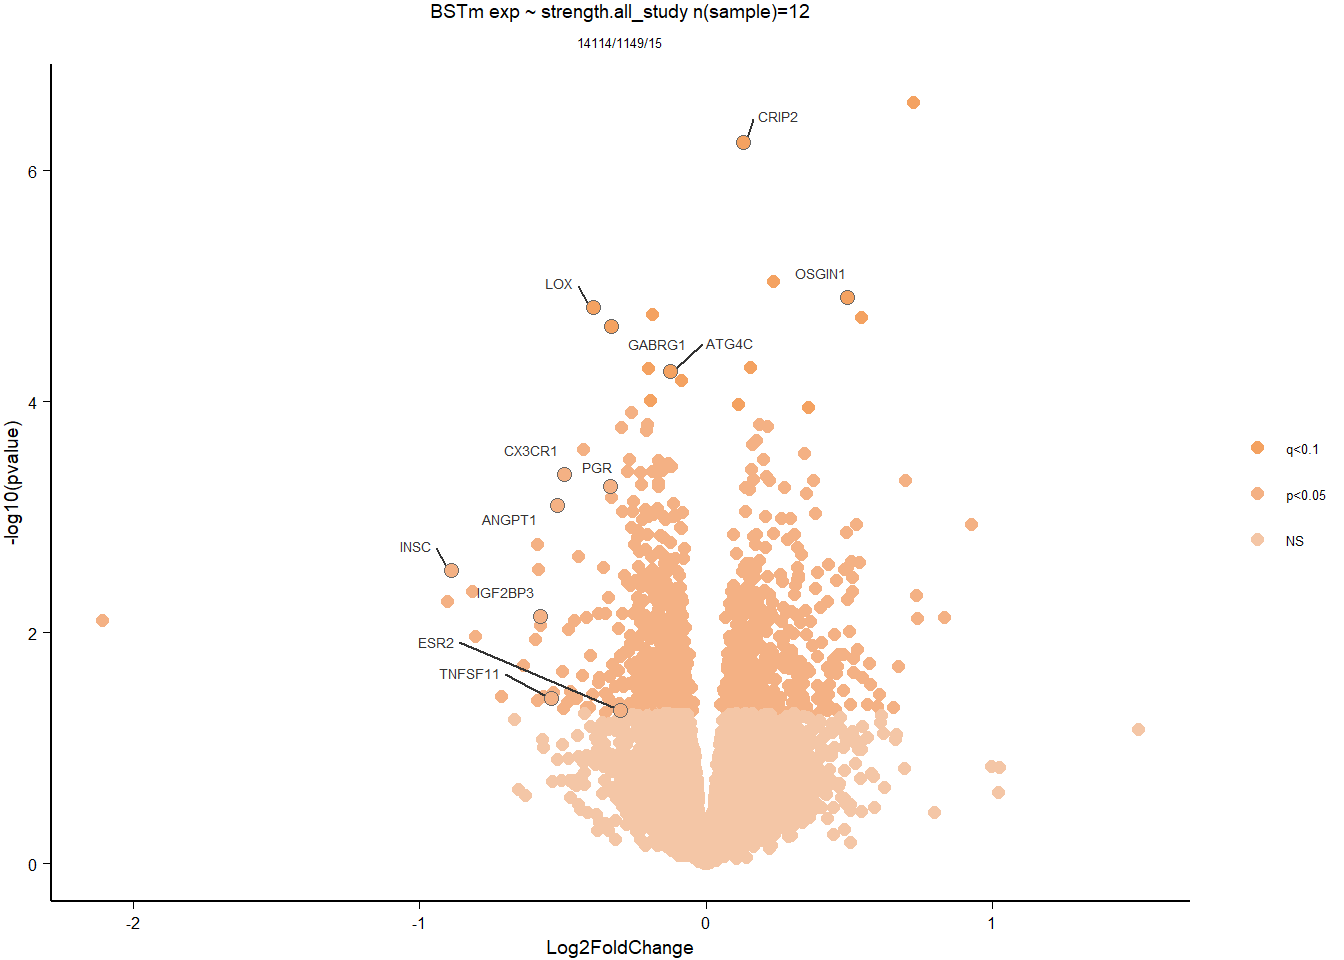 BSTm exp ~ strength.all_study n(sample)=12
14114/1149/15
CRIP2
OSGIN1
LOX
GABRG1
ATG4C
CX3CR1
PGR
ANGPT1
INSC
IGF2BP3
ESR2
TNFSF11
6
4
2
0
-log10(pvalue)
-2
-1
0
1
Log2FoldChange
q<0.1
p<0.05
NS